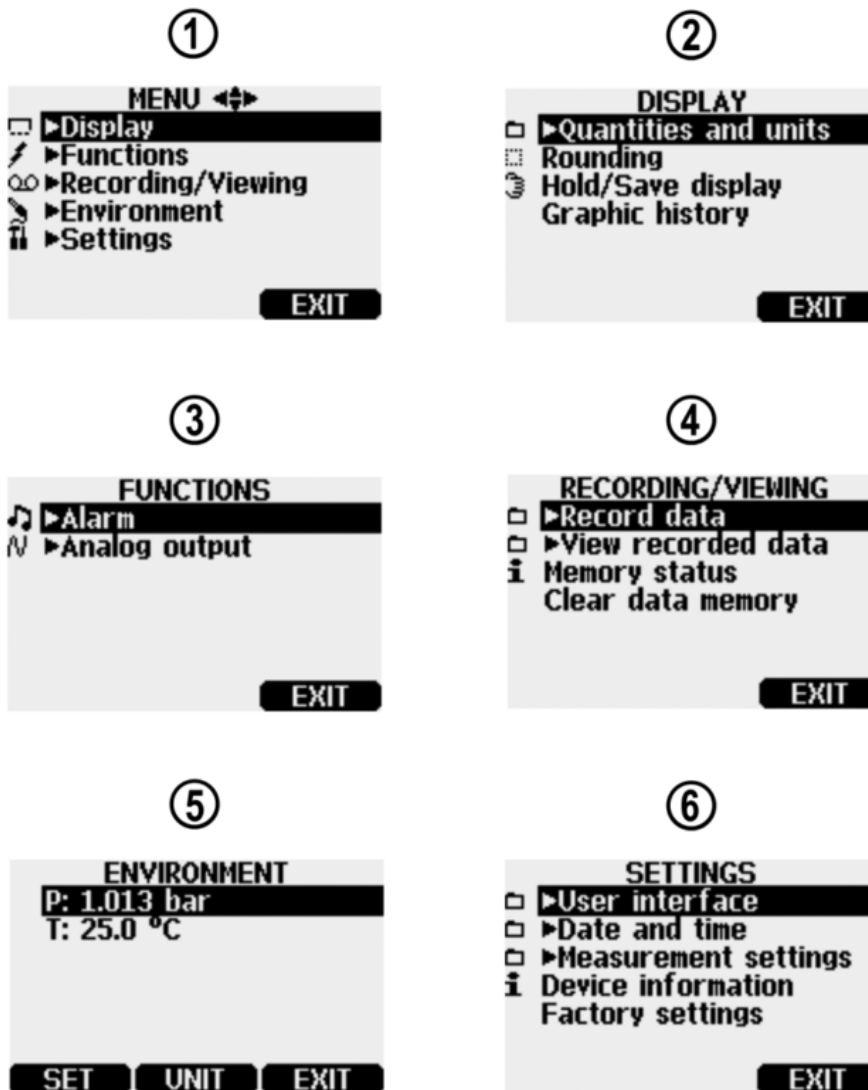 ①
MENU
▶Display
▶Functions
▶Recording/Viewing
▶Environment
▶Settings
EXIT
②
DISPLAY
▶Quantities and units
Rounding
Hold/Save display
Graphic history
EXIT
③
FUNCTIONS
▶Alarm
▶Analog output
EXIT
④
RECORDING/VIEWING
▶Record data
▶View recorded data
Memory status
Clear data memory
EXIT
⑤
ENVIRONMENT
P: 1.013 bar
T: 25.0 ºC
SET UNIT EXIT
⑥
SETTINGS
▶User interface
▶Date and time
▶Measurement settings
Device information
Factory settings
EXIT